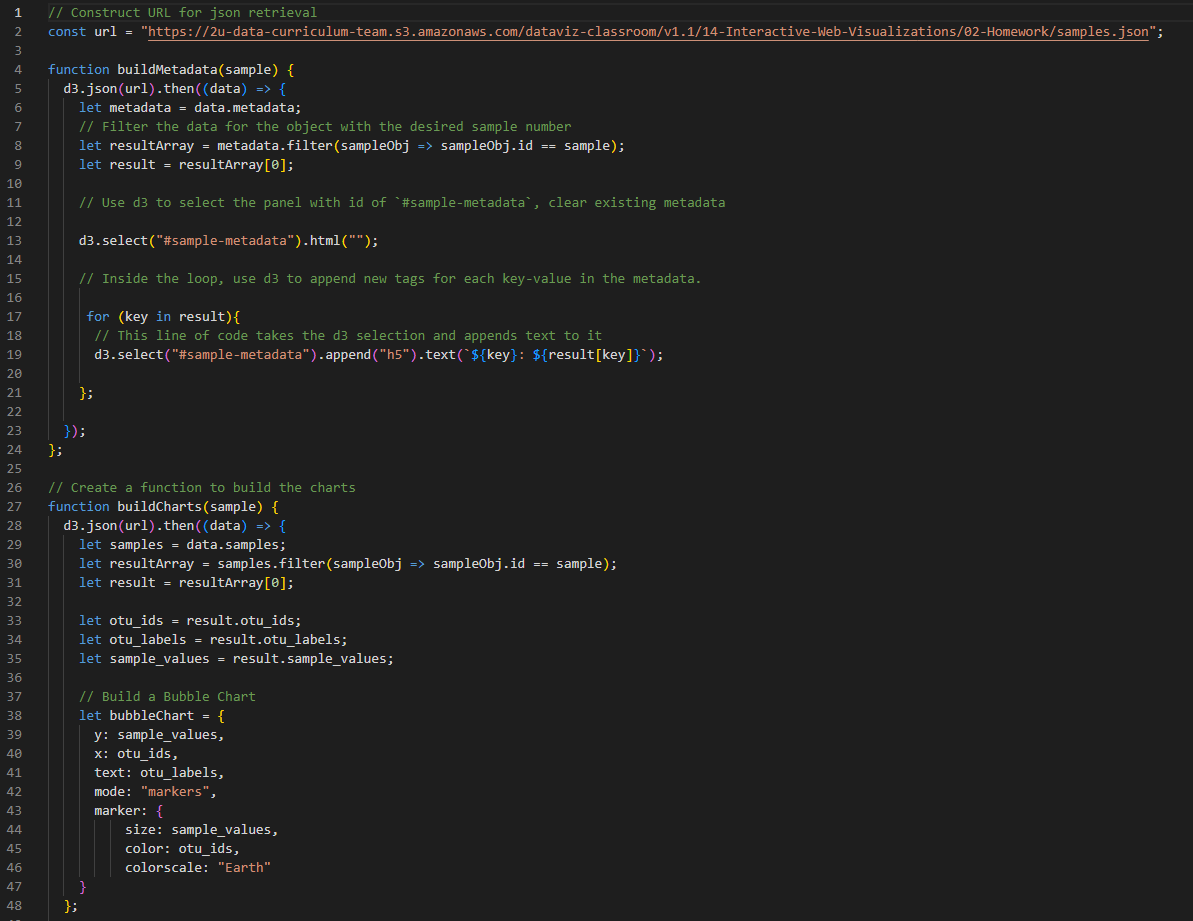 1 // Construct URL for json retrieval
2 const url = "https://2u-data-curriculum-team.s3.amazonaws.com/dataviz-classroom/v1.1/14-Interactive-Web-Visualizations/02-Homework/samples.json";
3
4 function buildMetadata(sample) {
5   d3.json(url).then((data) => {
6     let metadata = data.metadata;
7     // Filter the data for the object with the desired sample number
8     let resultArray = metadata.filter(sampleObj => sampleObj.id == sample);
9     let result = resultArray[0];
10
11     // Use d3 to select the panel with id of `#sample-metadata`, clear existing metadata
12
13     d3.select("#sample-metadata").html("");
14
15     // Inside the loop, use d3 to append new tags for each key-value in the metadata.
16
17      for (key in result){
18       // This line of code takes the d3 selection and appends text to it
19       d3.select("#sample-metadata").append("h5").text(`${key}: ${result[key]}`);
20
21     };
22
23   });
24 };
25
26 // Create a function to build the charts
27 function buildCharts(sample) {
28   d3.json(url).then((data) => {
29     let samples = data.samples;
30     let resultArray = samples.filter(sampleObj => sampleObj.id == sample);
31     let result = resultArray[0];
32
33     let otu_ids = result.otu_ids;
34     let otu_labels = result.otu_labels;
35     let sample_values = result.sample_values;
36
37     // Build a Bubble Chart
38     let bubbleChart = {
39       y: sample_values,
40       x: otu_ids,
41       text: otu_labels,
42       mode: "markers",
43       marker: {
44           size: sample_values,
45           color: otu_ids,
46           colorscale: "Earth"
47     }
48   };